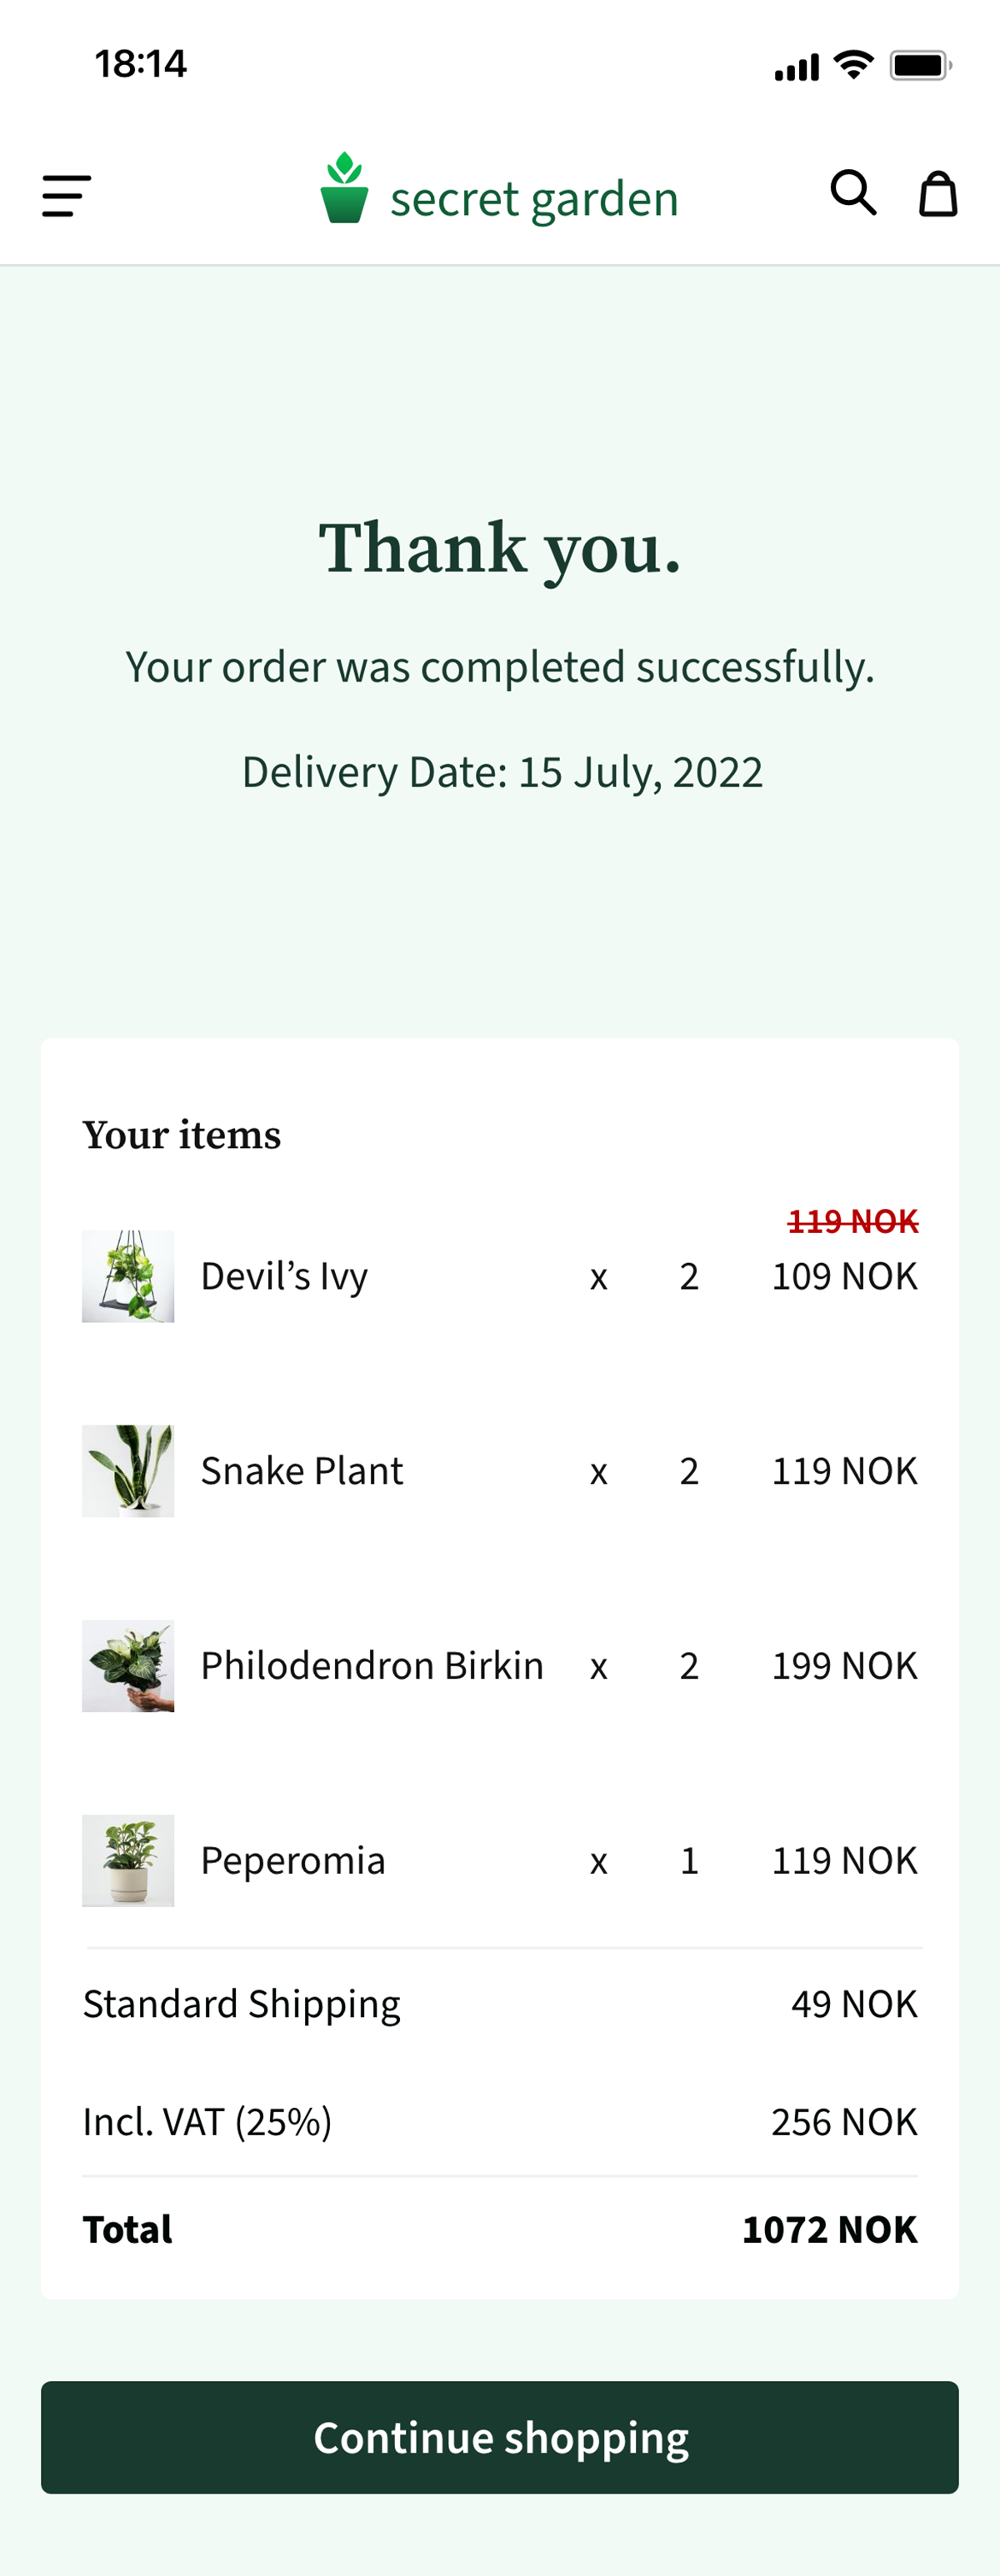 18:14
secret garden
Thank you.
Your order was completed successfully.
Delivery Date: 15 July, 2022
Your items
119 NOK
Devil’s Ivy x 2 109 NOK
Snake Plant x 2 119 NOK
Philodendron Birkin x 2 199 NOK
Peperomia x 1 119 NOK
Standard Shipping 49 NOK
Incl. VAT (25%) 256 NOK
Total 1072 NOK
Continue shopping